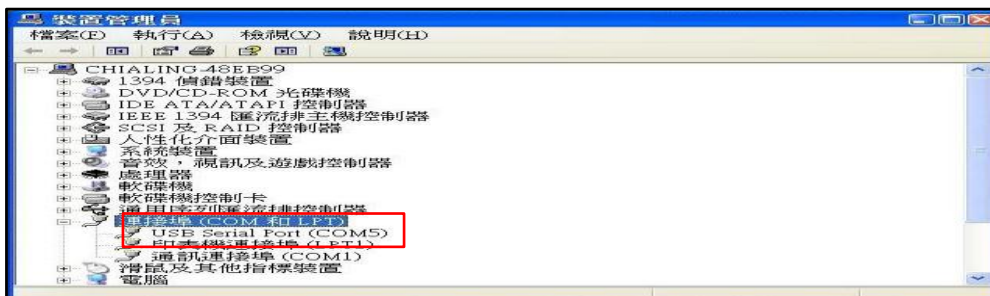 裝置管理員
檔案(F) 執行(A) 檢視(V) 說明(H)
CHIALING-48EB99
1394 偵錯裝置
DVD/CD-ROM 光碟機
IDE ATA/ATAPI 控制器
IEEE 1394 匯流排主機控制器
SCSI 及 RAID 控制器
人性化介面裝置
系統裝置
音效，視訊及遊戲控制器
處理器
軟碟機
軟碟機控制卡
通用序列匯流排控制器
連接埠 (COM 和 LPT)
USB Serial Port (COM5)
印表機連接埠 (LPT1)
通訊連接埠 (COM1)
滑鼠及其他指標裝置
電腦